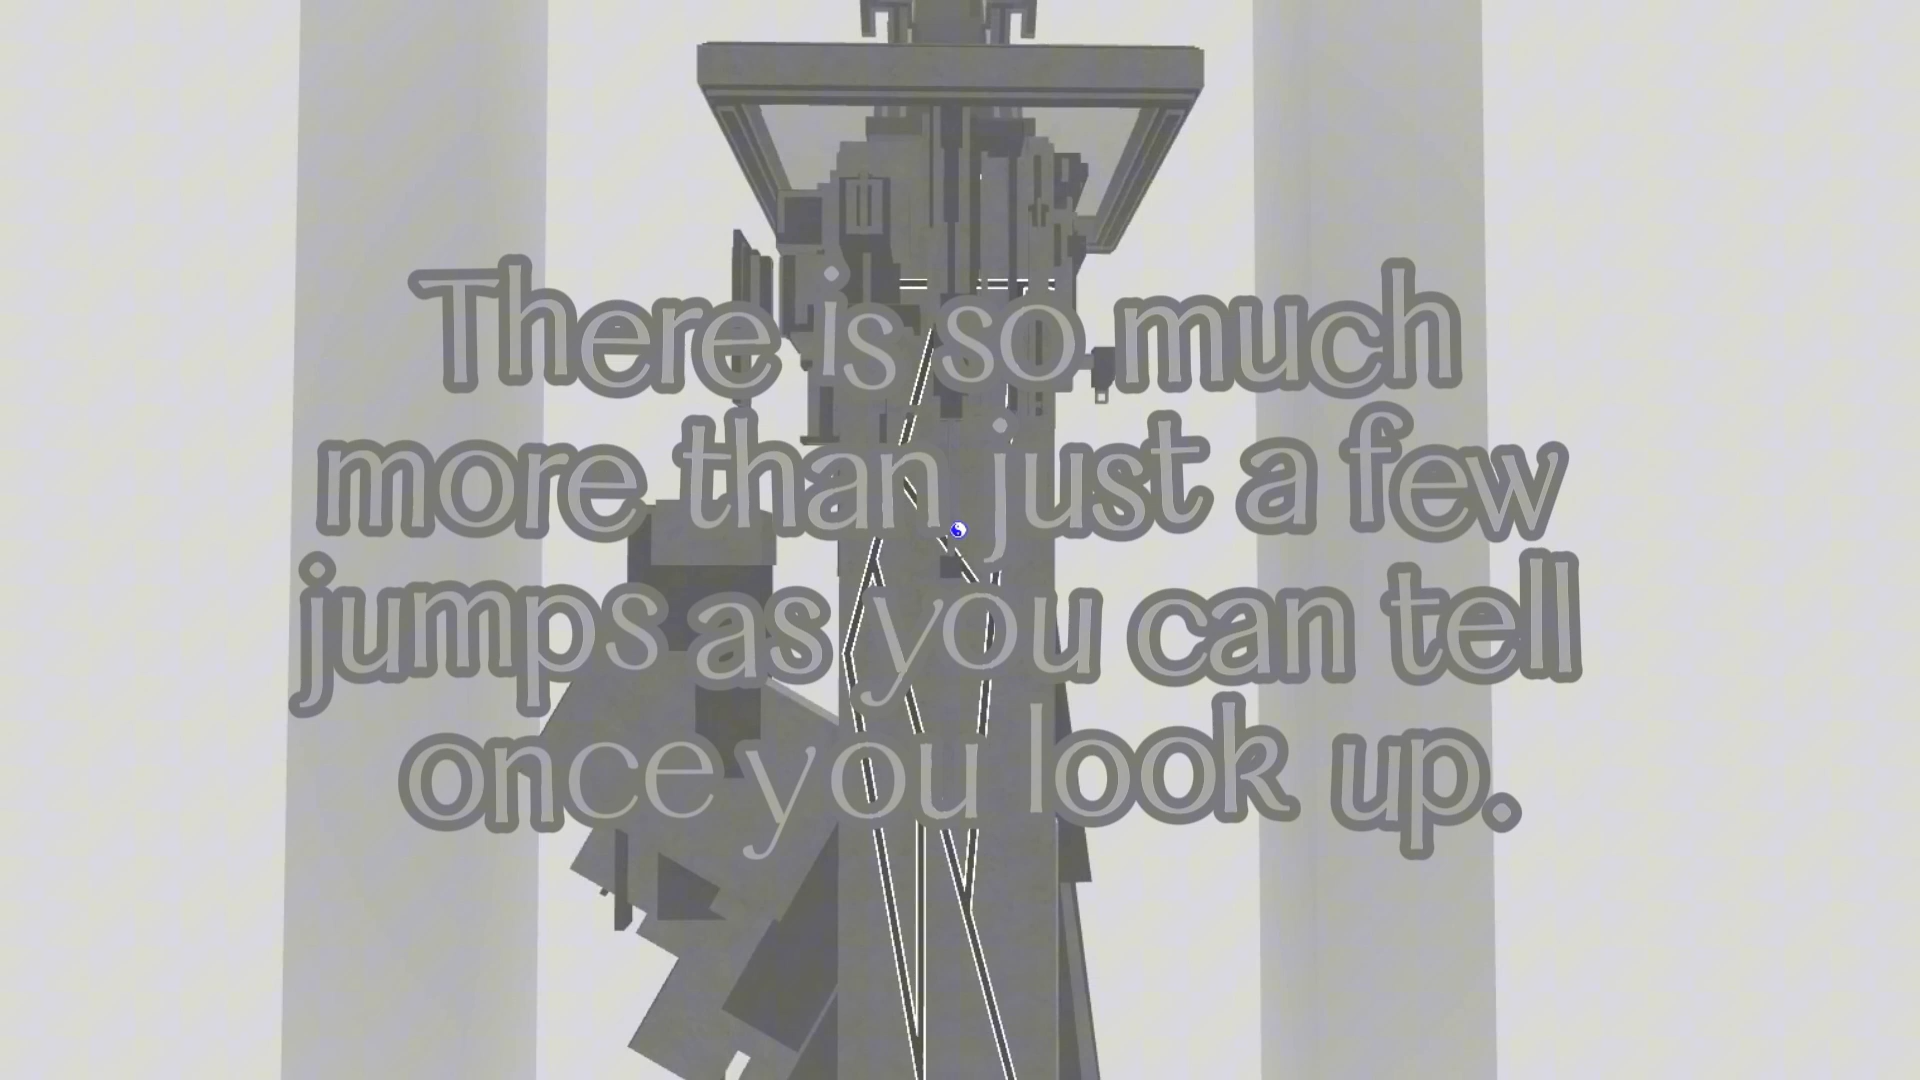 There is so much
more than just a few
jumps as you can tell
once you look up.